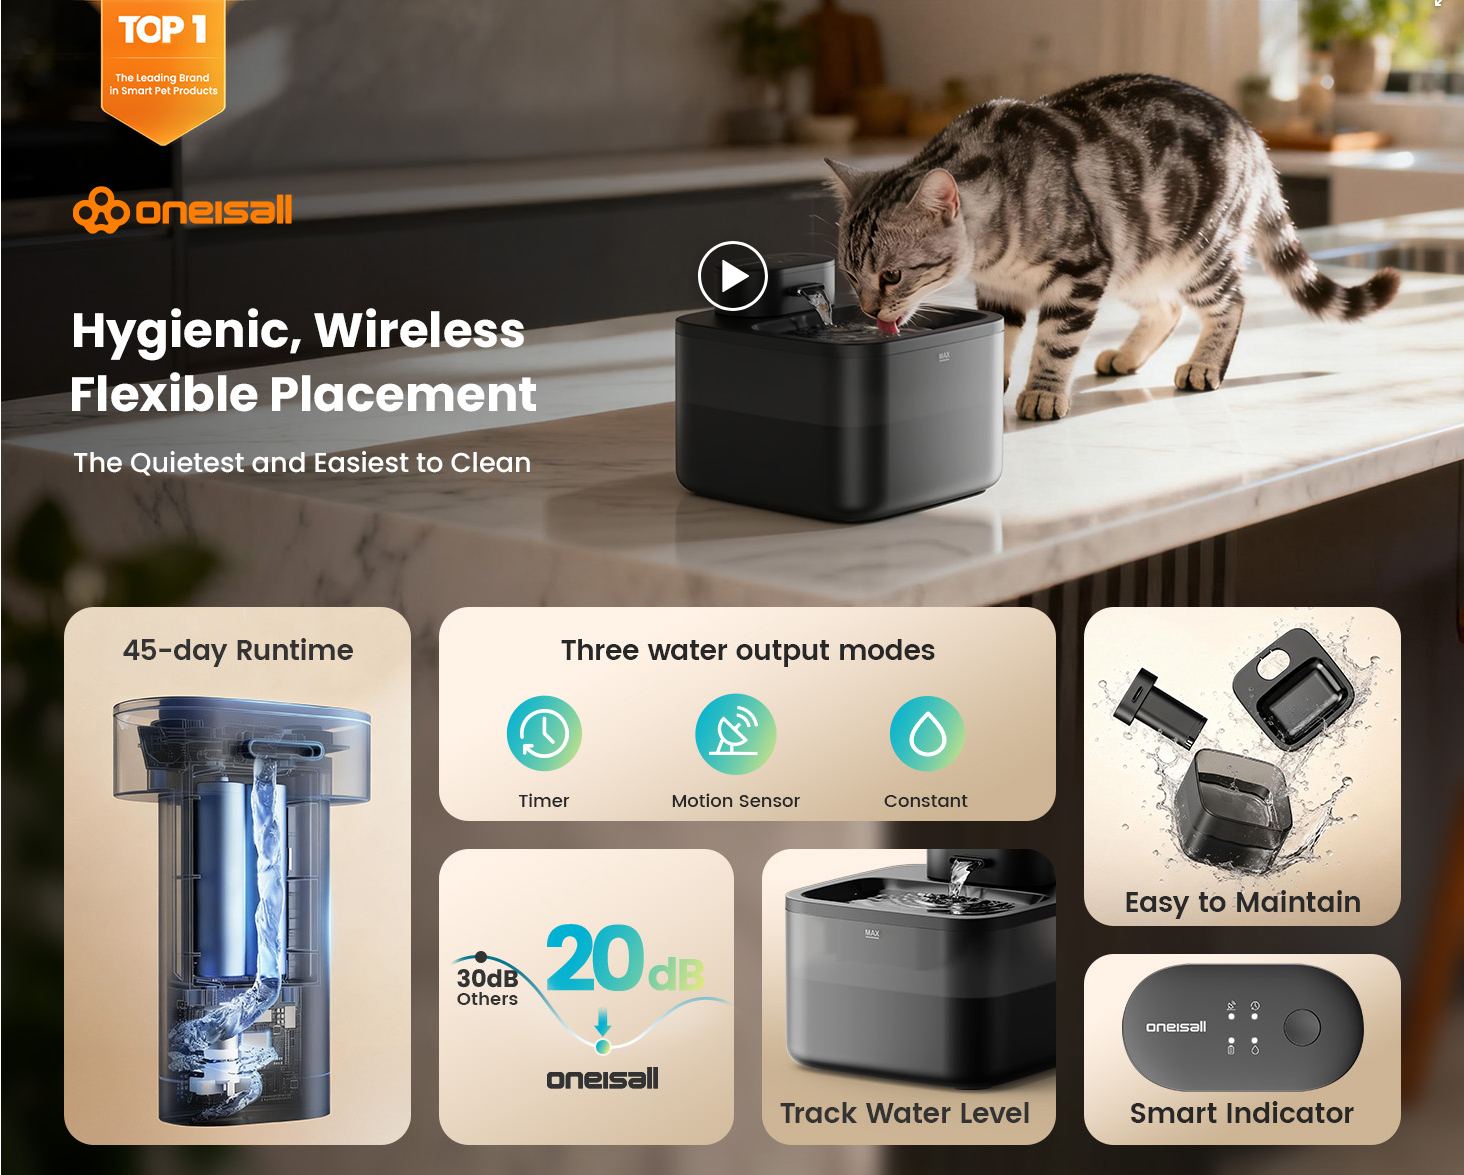 TOP 1
The Leading Brand
in Smart Pet Products
oneisall
Hygienic, Wireless
Flexible Placement
The Quietest and Easiest to Clean
MAX
45-day Runtime
Three water output modes
Timer
Motion Sensor
Constant
Easy to Maintain
30dB
Others
20 dB
oneisall
MAX
Track Water Level
oneisall
Smart Indicator